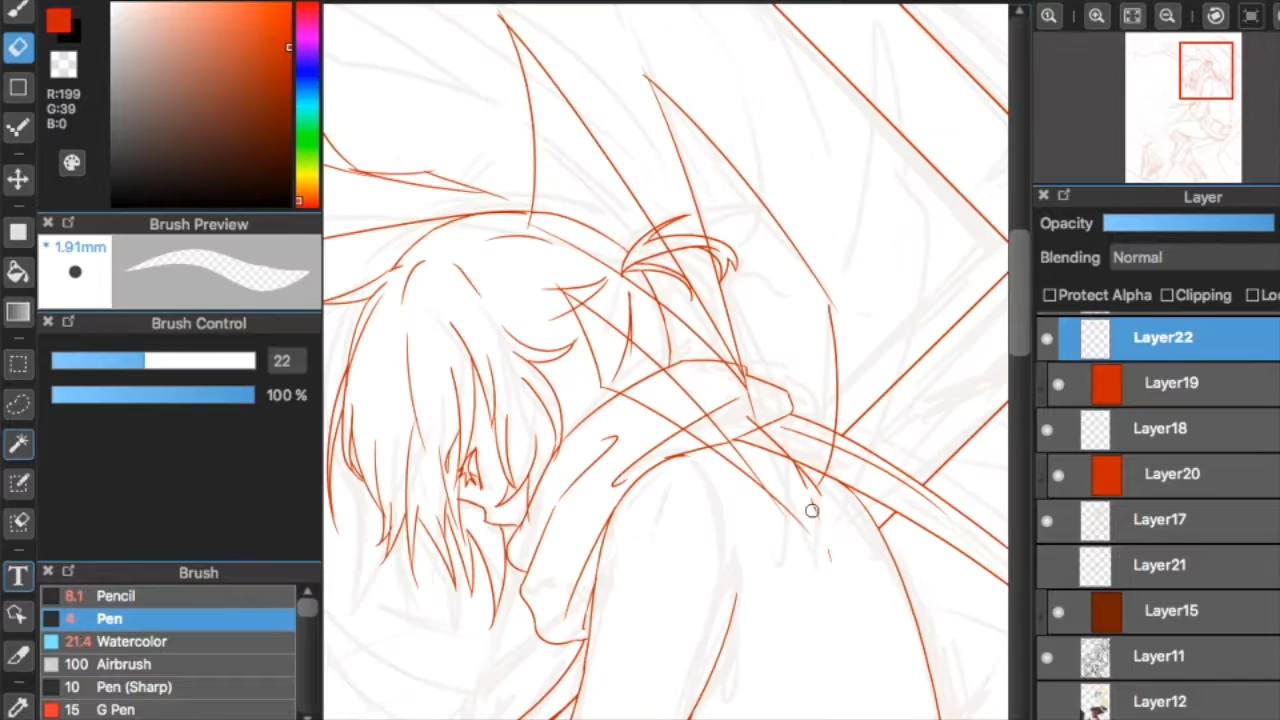 R:199
G:39
B:0
Brush Preview
* 1.91mm
Brush Control
22
100 %
Brush
8.1 Pencil
4 Pen
21.4 Watercolor
100 Airbrush
10 Pen (Sharp)
15 G Pen
Layer
Opacity
Blending Normal
Protect Alpha Clipping
Layer22
Layer19
Layer18
Layer20
Layer17
Layer21
Layer15
Layer11
Layer12